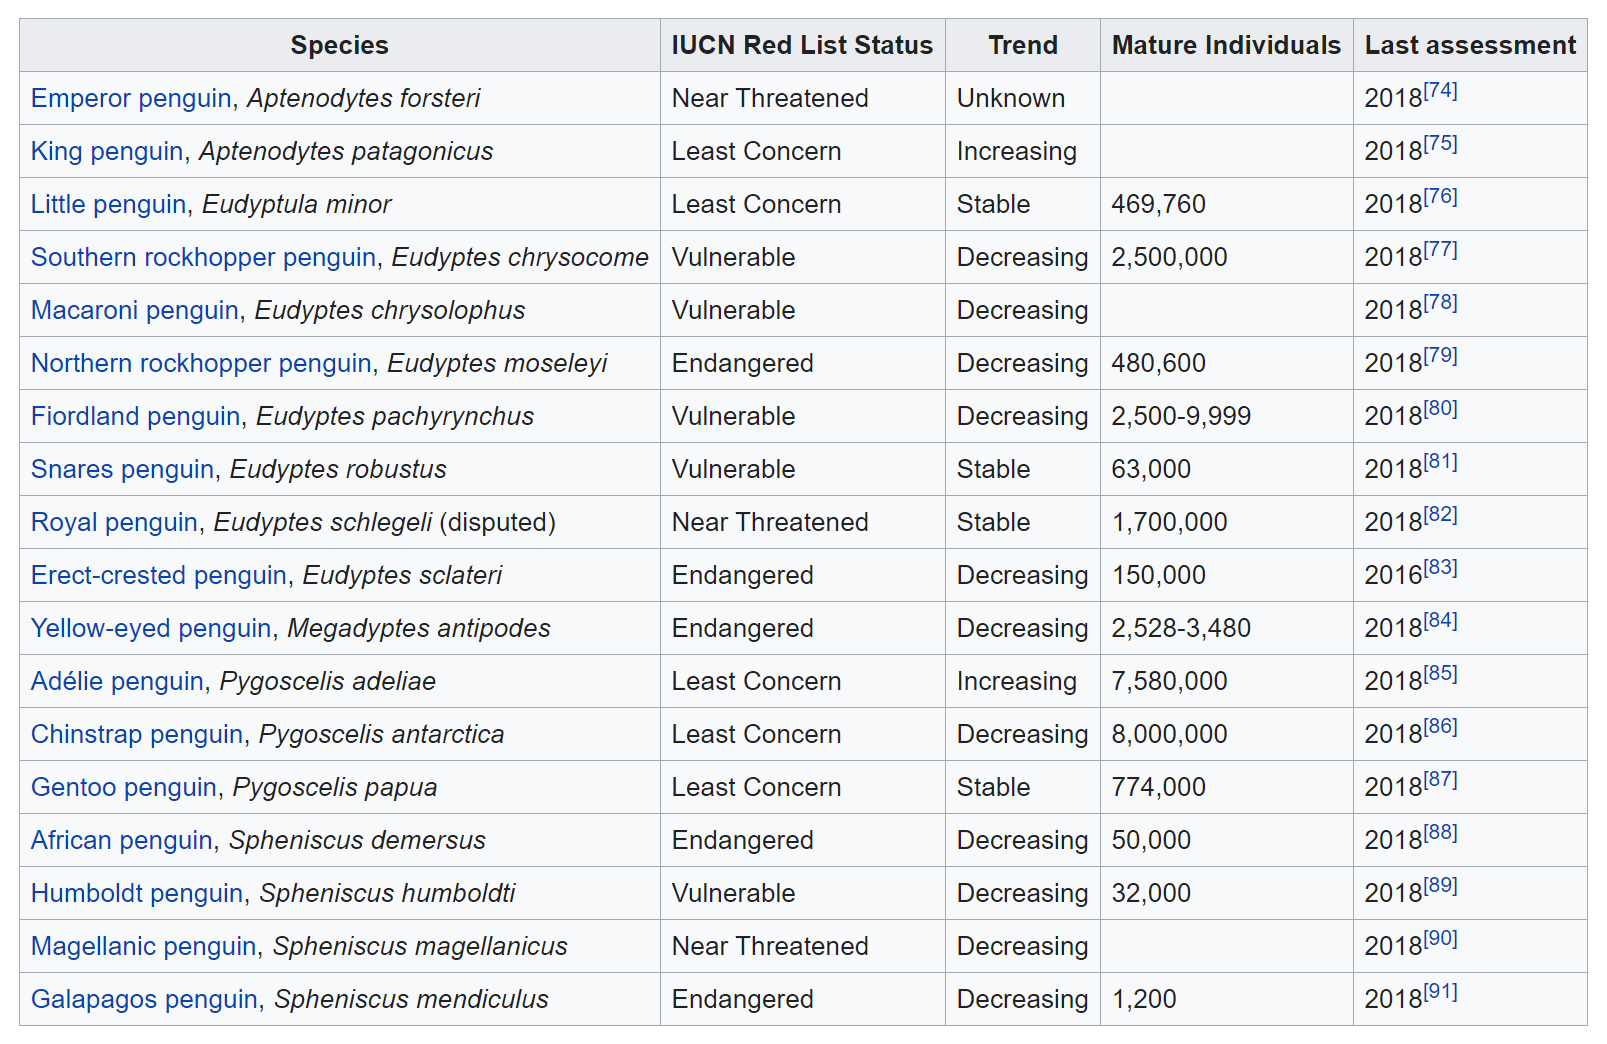 Species IUCN Red List Status Trend Mature Individuals Last assessment
Emperor penguin, Aptenodytes forsteri Near Threatened Unknown 2018[74]
King penguin, Aptenodytes patagonicus Least Concern Increasing 2018[75]
Little penguin, Eudyptula minor Least Concern Stable 469,760 2018[76]
Southern rockhopper penguin, Eudyptes chrysocome Vulnerable Decreasing 2,500,000 2018[77]
Macaroni penguin, Eudyptes chrysolophus Vulnerable Decreasing 2018[78]
Northern rockhopper penguin, Eudyptes moseleyi Endangered Decreasing 480,600 2018[79]
Fiordland penguin, Eudyptes pachyrynchus Vulnerable Decreasing 2,500-9,999 2018[80]
Snares penguin, Eudyptes robustus Vulnerable Stable 63,000 2018[81]
Royal penguin, Eudyptes schlegeli (disputed) Near Threatened Stable 1,700,000 2018[82]
Erect-crested penguin, Eudyptes sclateri Endangered Decreasing 150,000 2016[83]
Yellow-eyed penguin, Megadyptes antipodes Endangered Decreasing 2,528-3,480 2018[84]
Adélie penguin, Pygoscelis adeliae Least Concern Increasing 7,580,000 2018[85]
Chinstrap penguin, Pygoscelis antarctica Least Concern Decreasing 8,000,000 2018[86]
Gentoo penguin, Pygoscelis papua Least Concern Stable 774,000 2018[87]
African penguin, Spheniscus demersus Endangered Decreasing 50,000 2018[88]
Humboldt penguin, Spheniscus humboldti Vulnerable Decreasing 32,000 2018[89]
Magellanic penguin, Spheniscus magellanicus Near Threatened Decreasing 2018[90]
Galapagos penguin, Spheniscus mendiculus Endangered Decreasing 1,200 2018[91]